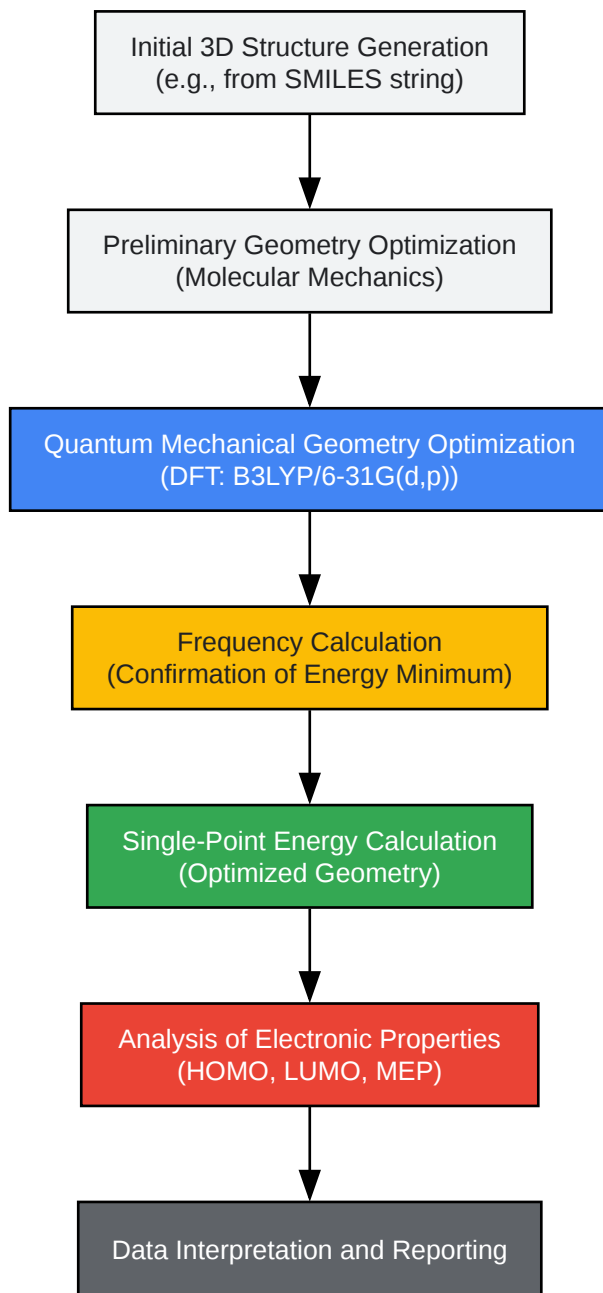 Initial 3D Structure Generation
(e.g., from SMILES string)
Preliminary Geometry Optimization
(Molecular Mechanics)
Quantum Mechanical Geometry Optimization
(DFT: B3LYP/6-31G(d,p))
Frequency Calculation
(Confirmation of Energy Minimum)
Single-Point Energy Calculation
(Optimized Geometry)
Analysis of Electronic Properties
(HOMO, LUMO, MEP)
Data Interpretation and Reporting